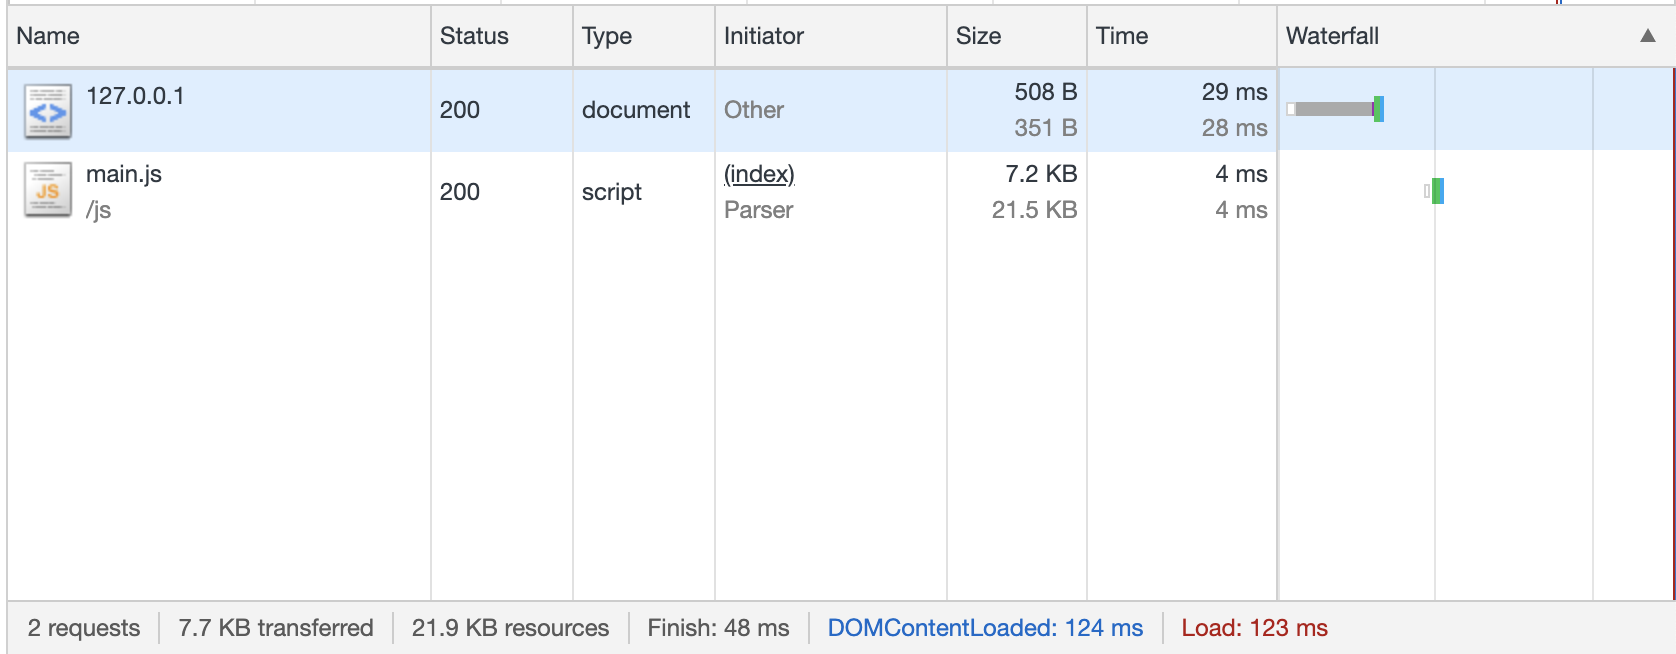 Name Status Type Initiator Size Time Waterfall ▲
127.0.0.1 200 document Other 508 B 29 ms
351 B 28 ms
JS main.js 200 script (index) 7.2 KB 4 ms
/js Parser 21.5 KB 4 ms
2 requests 7.7 KB transferred 21.9 KB resources Finish: 48 ms DOMContentLoaded: 124 ms Load: 123 ms